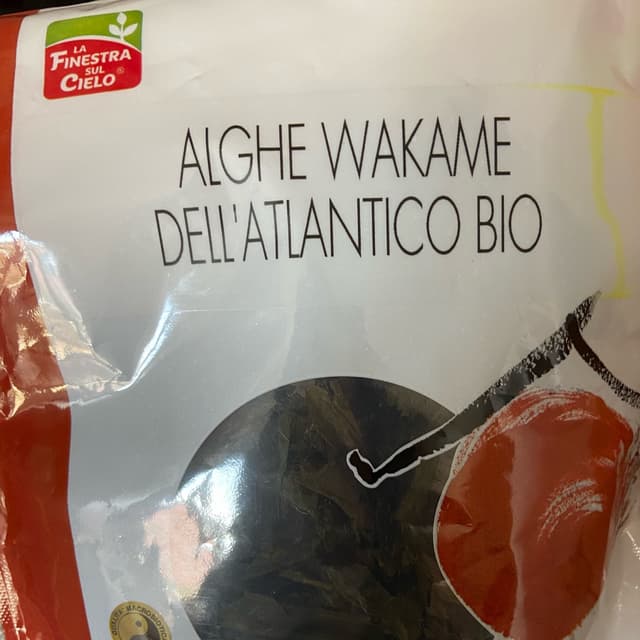 LA
FINESTRA
SUL
CIELO®
ALGHE WAKAME
DELL'ATLANTICO BIO